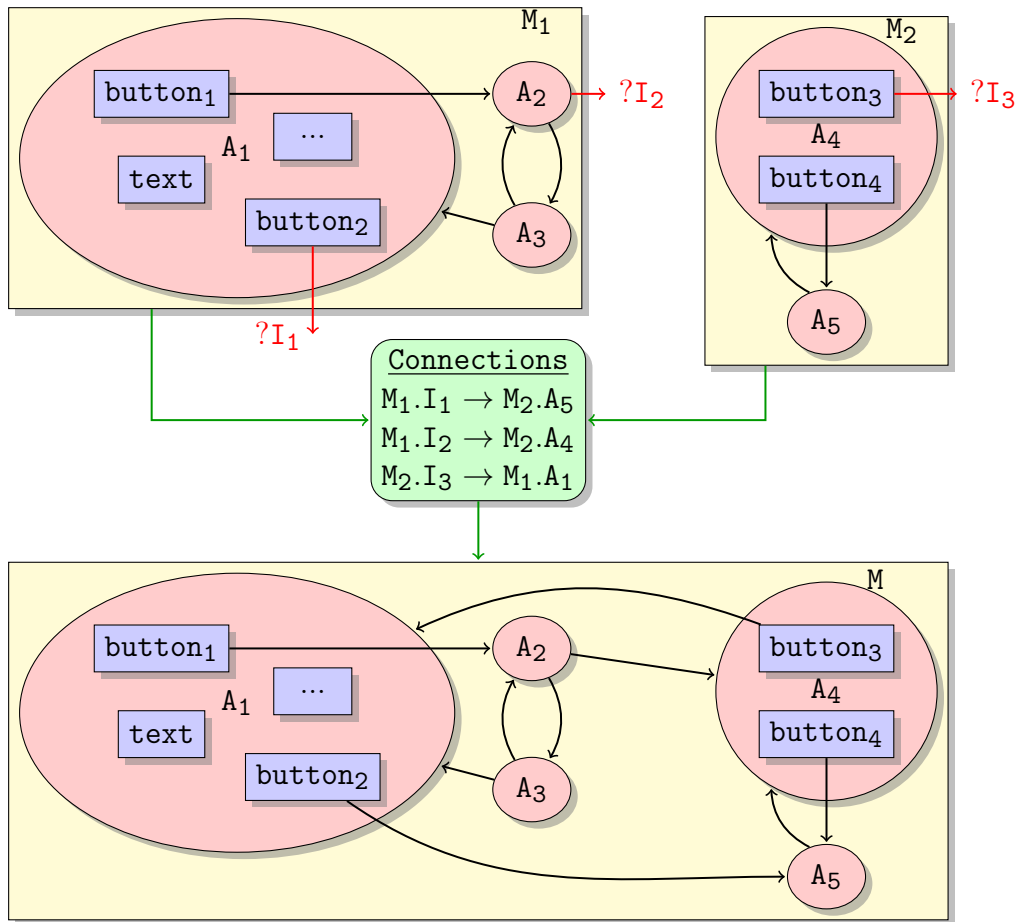 M₁
M₂
button₁
A₂
?I₂
button₃
?I₃
...
A₁
A₄
text
button₄
button₂
A₃
A₅
?I₁
Connections
M₁.I₁ → M₂.A₅
M₁.I₂ → M₂.A₄
M₂.I₃ → M₁.A₁
M
button₁
A₂
button₃
...
A₁
A₄
text
button₄
button₂
A₃
A₅